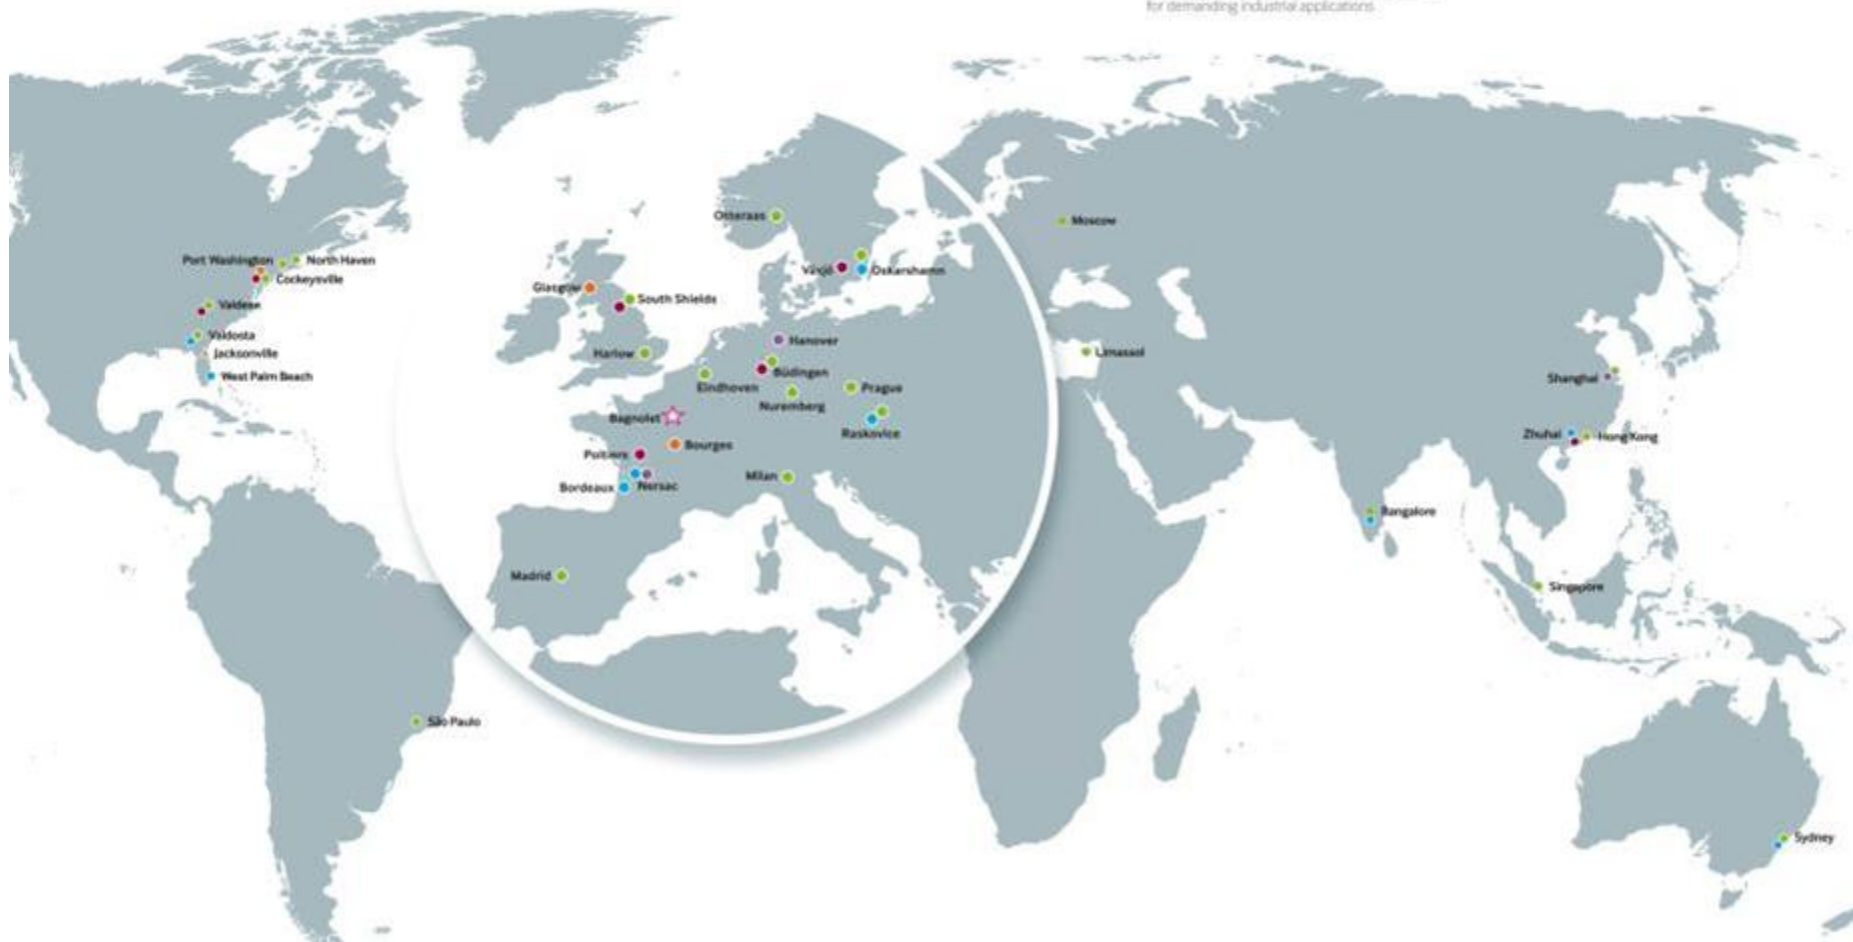 for demanding industrial applications
Otteraas
Moscow
Port Washington
North Haven
Växjö
Oskarshamn
Cockeysville
Glasgow
South Shields
Valdese
Valdosta
Hanover
Jacksonville
Harlow
Limassol
West Palm Beach
Büdingen
Shanghai
Eindhoven
Prague
Nuremberg
Bagnolet
Raskovice
Zhuhai
Hong Kong
Bourges
Poitiers
Milan
Bordeaux
Nersac
Bangalore
Madrid
Singapore
São Paulo
Sydney